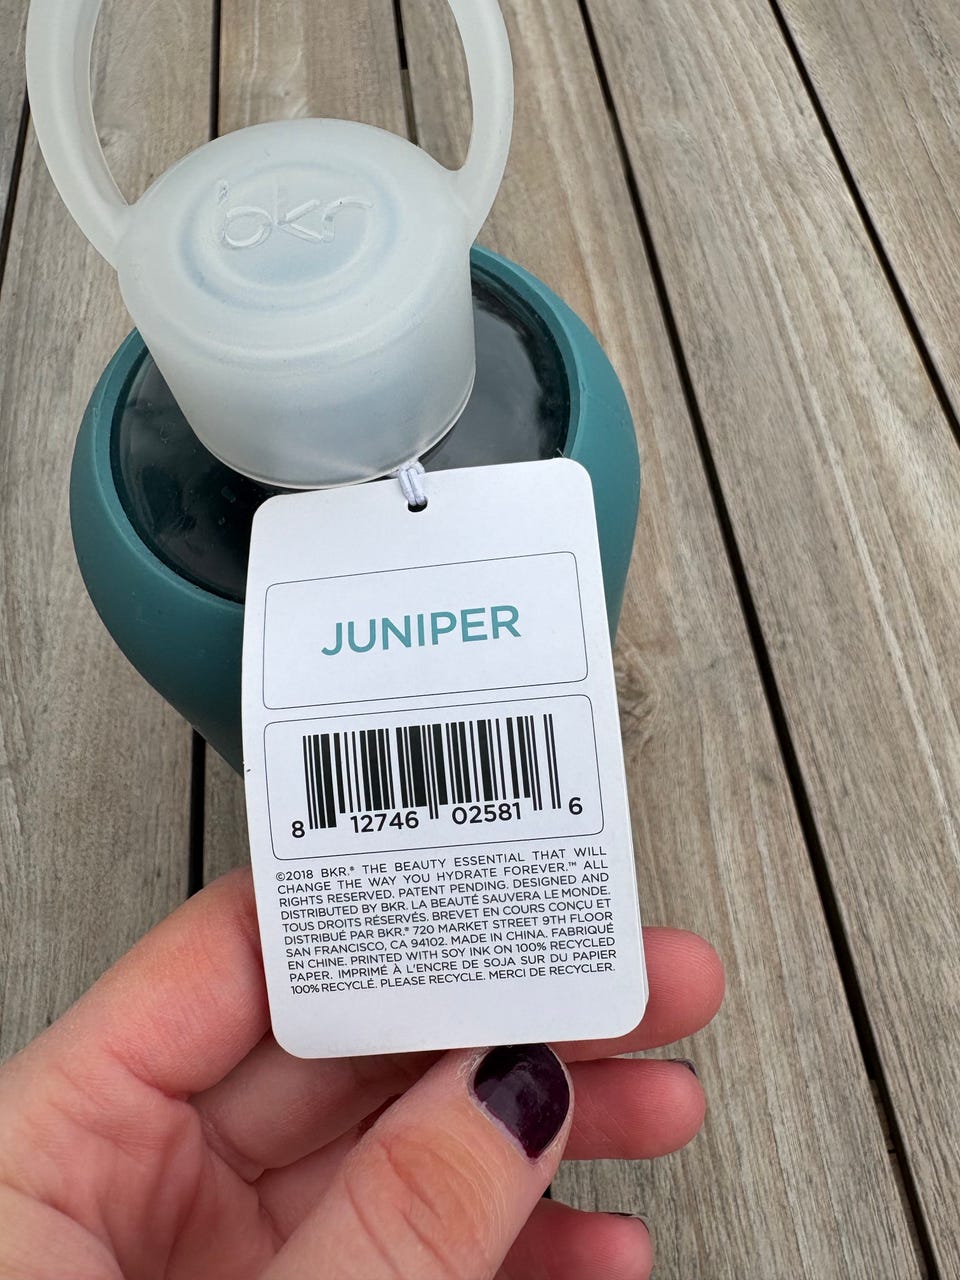 bkr
JUNIPER
8 12746 02581 6
©2018 BKR.® THE BEAUTY ESSENTIAL THAT WILL
CHANGE THE WAY YOU HYDRATE FOREVER.™ ALL
RIGHTS RESERVED. PATENT PENDING. DESIGNED AND
DISTRIBUTED BY BKR. LA BEAUTÉ SAUVERA LE MONDE.
TOUS DROITS RÉSERVÉS. BREVET EN COURS CONÇU ET
DISTRIBUÉ PAR BKR.® 720 MARKET STREET 9TH FLOOR
SAN FRANCISCO, CA 94102. MADE IN CHINA. FABRIQUÉ
EN CHINE. PRINTED WITH SOY INK ON 100% RECYCLED
PAPER. IMPRIMÉ À L'ENCRE DE SOJA SUR DU PAPIER
100% RECYCLÉ. PLEASE RECYCLE. MERCI DE RECYCLER.